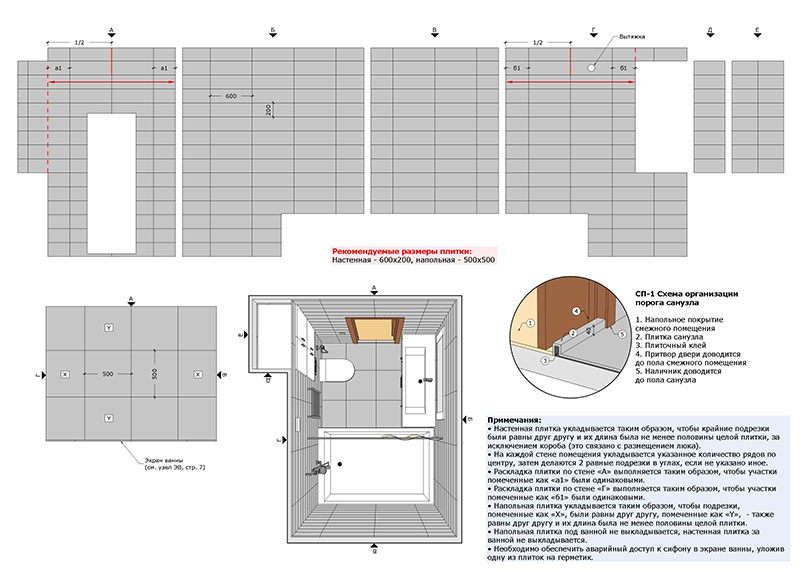 А
Б
В
Г
Д
Е
1/2
1/2
Вытяжка
а1
а1
б1
б1
600
200
Рекомендуемые размеры плитки:
Настенная - 600x200, напольная - 500x500
А
Y
Г
X
500
500
X
В
Y
Экран ванны
(см. узел ЭВ, стр. 7)
А
Е
Д
Г
Б
В
СП-1 Схема организации
порога санузла
1
2
3
4
5
1. Напольное покрытие
смежного помещения
2. Плитка санузла
3. Плиточный клей
4. Притвор двери доводится
до пола смежного помещения
5. Наличник доводится
до пола санузла
Примечания:
• Настенная плитка укладывается таким образом, чтобы крайние подрезки
были равны друг другу и их длина была не менее половины целой плитки, за
исключением короба (это связано с размещением люка).
• На каждой стене помещения укладывается указанное количество рядов по
центру, затем делаются 2 равные подрезки в углах, если не указано иное.
• Раскладка плитки по стене «А» выполняется таким образом, чтобы участки
помеченные как «а1» были одинаковыми.
• Раскладка плитки по стене «Г» выполняется таким образом, чтобы участки
помеченные как «б1» были одинаковыми.
• Напольная плитка укладывается таким образом, чтобы подрезки,
помеченные как «X», были равны друг другу, помеченные как «Y», - также
равны друг другу и их длина была не менее половины целой плитки.
• Напольная плитка под ванной не выкладывается, настенная плитка за
ванной не выкладывается.
• Необходимо обеспечить аварийный доступ к сифону в экране ванны, уложив
одну из плиток на герметик.